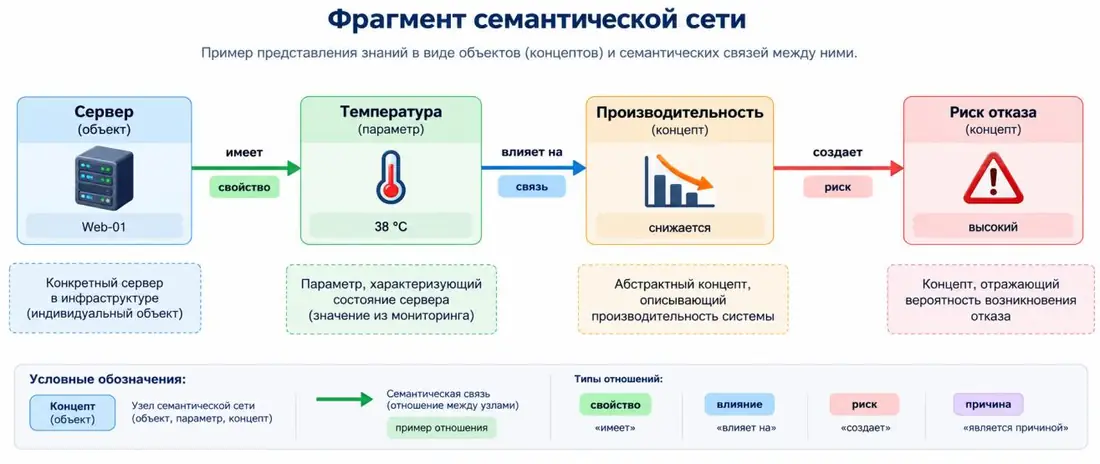 Фрагмент семантической сети
Пример представления знаний в виде объектов (концептов) и семантических связей между ними.
Сервер
(объект)
Web-01
имеет
свойство
Температура
(параметр)
38 °C
влияет на
связь
Производительность
(концепт)
снижается
создает
риск
Риск отказа
(концепт)
высокий
Конкретный сервер
в инфраструктуре
(индивидуальный объект)
Параметр, характеризующий
состояние сервера
(значение из мониторинга)
Абстрактный концепт,
описывающий
производительность системы
Концепт, отражающий
вероятность возникновения
отказа
Условные обозначения:
Концепт
(объект)
Узел семантической сети
(объект, параметр, концепт)
Семантическая связь
(отношение между узлами)
пример отношения
Типы отношений:
свойство
«имеет»
влияние
«влияет на»
риск
«создает»
причина
«является причиной»